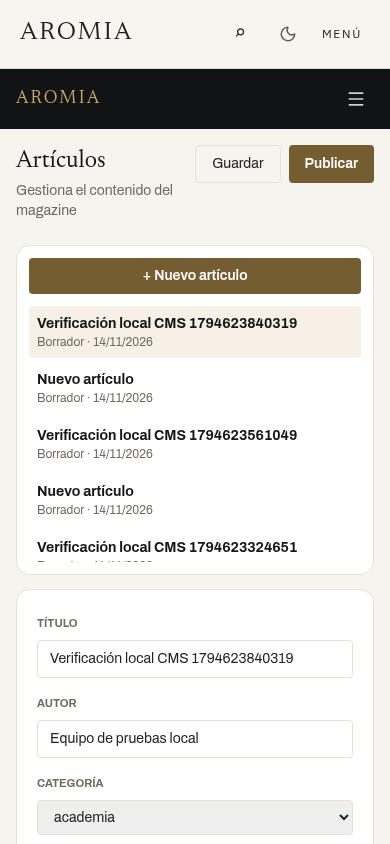 AROMIA
MENÚ
AROMIA
Artículos
Gestiona el contenido del
magazine
Guardar
Publicar
+ Nuevo artículo
Verificación local CMS 1794623840319
Borrador · 14/11/2026
Nuevo artículo
Borrador · 14/11/2026
Verificación local CMS 1794623561049
Borrador · 14/11/2026
Nuevo artículo
Borrador · 14/11/2026
Verificación local CMS 1794623324651
TÍTULO
Verificación local CMS 1794623840319
AUTOR
Equipo de pruebas local
CATEGORÍA
academia